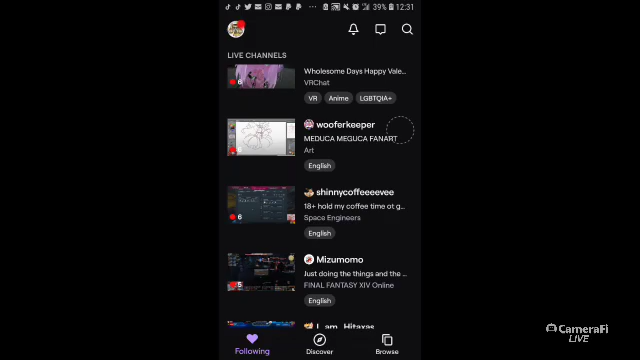 39% 12:31
LIVE CHANNELS
Wholesome Days Happy Vale...
VRChat
VR Anime LGBTQIA+
6
wooferkeeper
MEDUCA MEGUCA FANART
Art
English
shinnycoffeeeevee
18+ hold my coffee time ot g...
Space Engineers
6
English
Mizumomo
Just doing the things and the ...
FINAL FANTASY XIV Online
5
English
I_am_Hitaxas
Following Discover Browse
CameraFi
LIVE